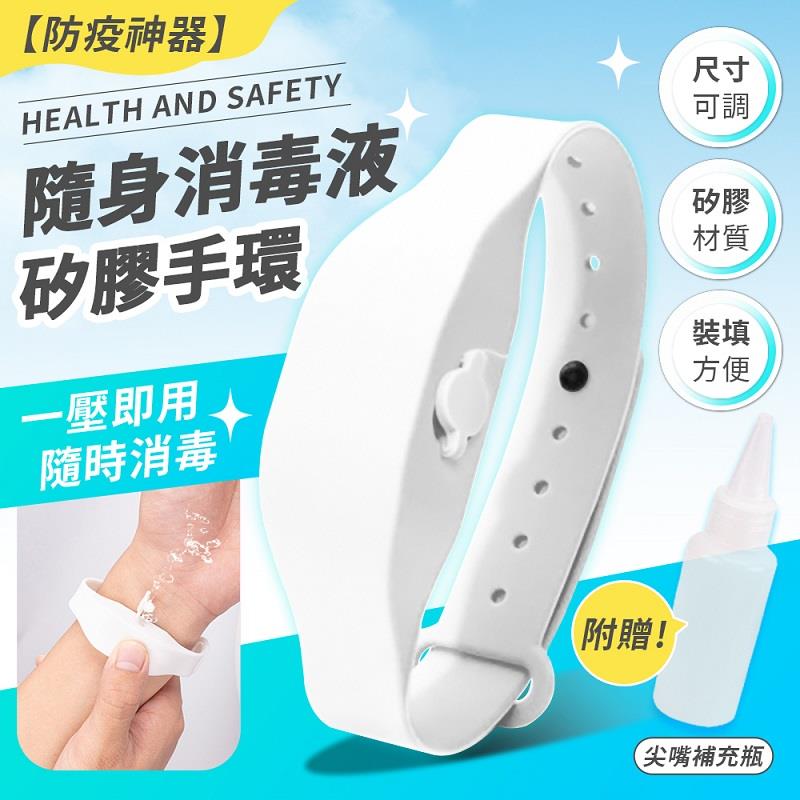 【防疫神器】
HEALTH AND SAFETY
隨身消毒液
矽膠手環
一壓即用
隨時消毒
尺寸
可調
矽膠
材質
裝填
方便
附贈!
尖嘴補充瓶